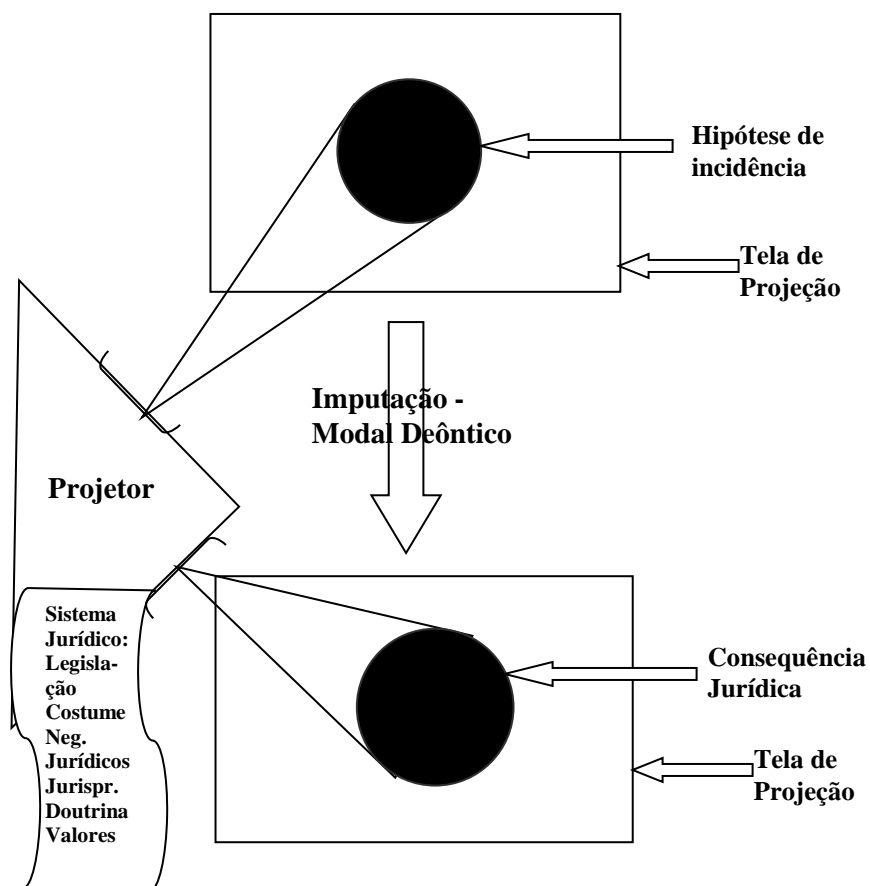 Hipótese de
incidência
Tela de
Projeção
Imputação -
Modal Deôntico
Projetor
Sistema
Jurídico:
Legisla-
ção
Costume
Neg.
Jurídicos
Jurispr.
Doutrina
Valores
Consequência
Jurídica
Tela de
Projeção